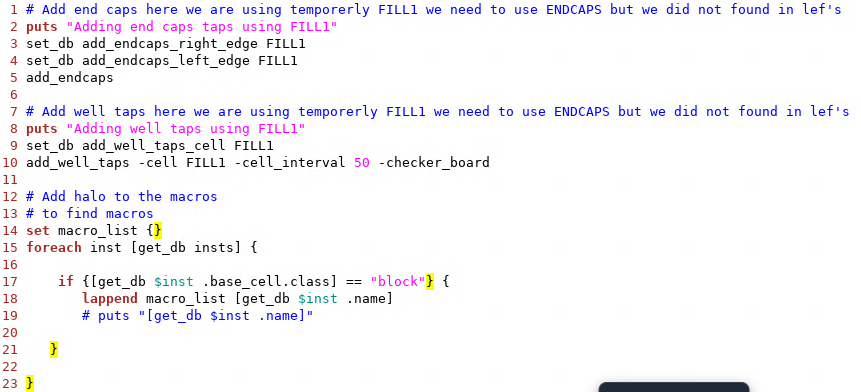 1 # Add end caps here we are using temporerly FILL1 we need to use ENDCAPS but we did not found in lef's
2 puts "Adding end caps taps using FILL1"
3 set_db add_endcaps_right_edge FILL1
4 set_db add_endcaps_left_edge FILL1
5 add_endcaps
6
7 # Add well taps here we are using temporerly FILL1 we need to use ENDCAPS but we did not found in lef's
8 puts "Adding well taps using FILL1"
9 set_db add_well_taps_cell FILL1
10 add_well_taps -cell FILL1 -cell_interval 50 -checker_board
11
12 # Add halo to the macros
13 # to find macros
14 set macro_list {}
15 foreach inst [get_db insts] {
16
17     if {[get_db $inst .base_cell.class] == "block"} {
18        lappend macro_list [get_db $inst .name]
19        # puts "[get_db $inst .name]"
20
21    }
22
23 }